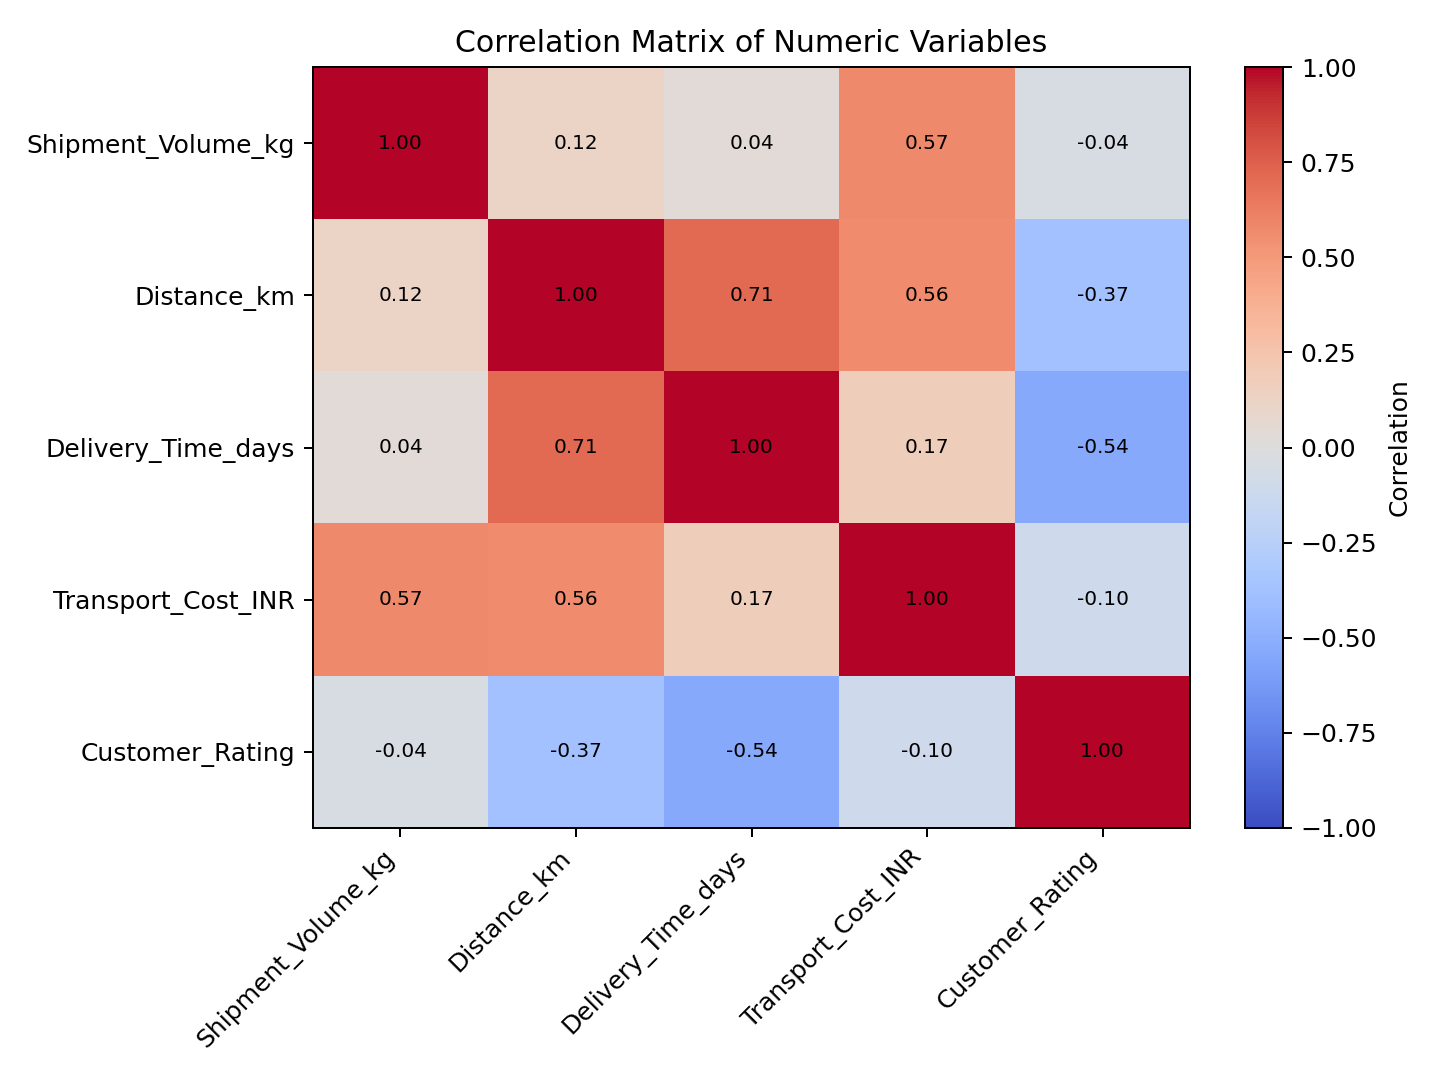 Correlation Matrix of Numeric Variables
Shipment_Volume_kg 1.00 0.12 0.04 0.57 -0.04
Distance_km 0.12 1.00 0.71 0.56 -0.37
Delivery_Time_days 0.04 0.71 1.00 0.17 -0.54
Transport_Cost_INR 0.57 0.56 0.17 1.00 -0.10
Customer_Rating -0.04 -0.37 -0.54 -0.10 1.00
Shipment_Volume_kg
Distance_km
Delivery_Time_days
Transport_Cost_INR
Customer_Rating
1.00
0.75
0.50
0.25
0.00
−0.25
−0.50
−0.75
−1.00
Correlation